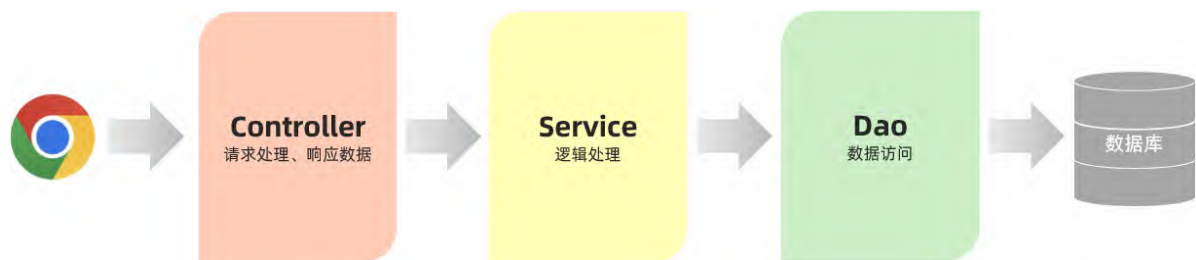 Controller
请求处理、响应数据
Service
逻辑处理
Dao
数据访问
数据库